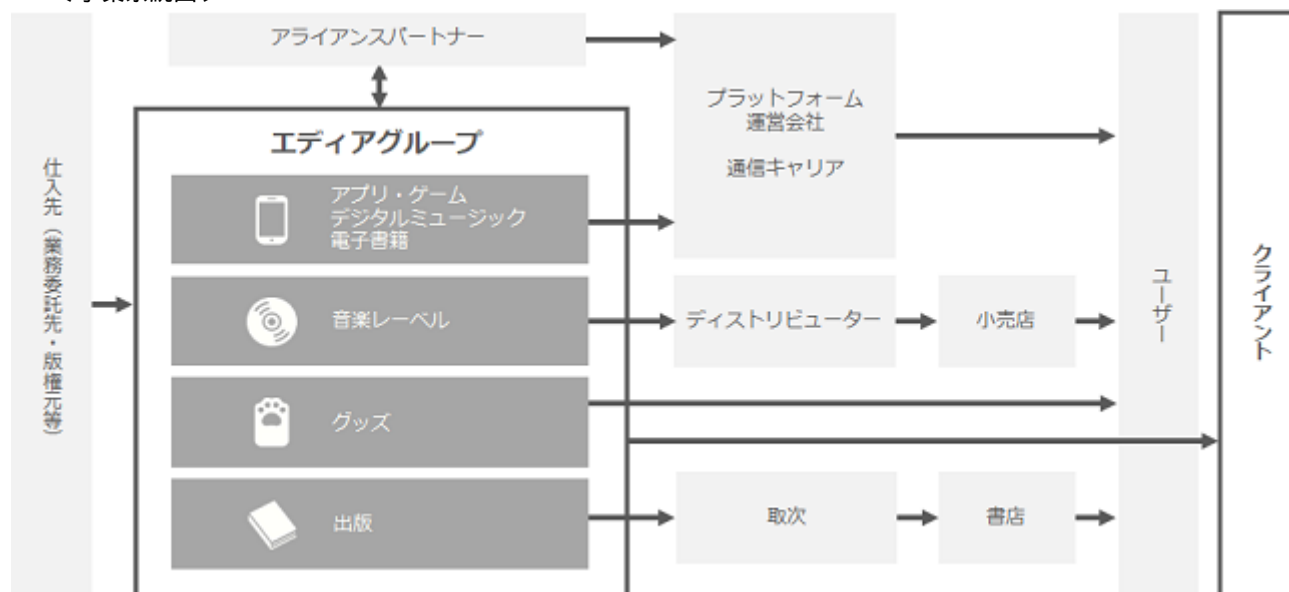 アライアンスパートナー
プラットフォーム
運営会社
通信キャリア
エディアグループ
仕入先（業務委託先・版権元等）
アプリ・ゲーム
デジタルミュージック
電子書籍
音楽レーベル
ディストリビューター
小売店
ユーザー
クライアント
グッズ
出版
取次
書店